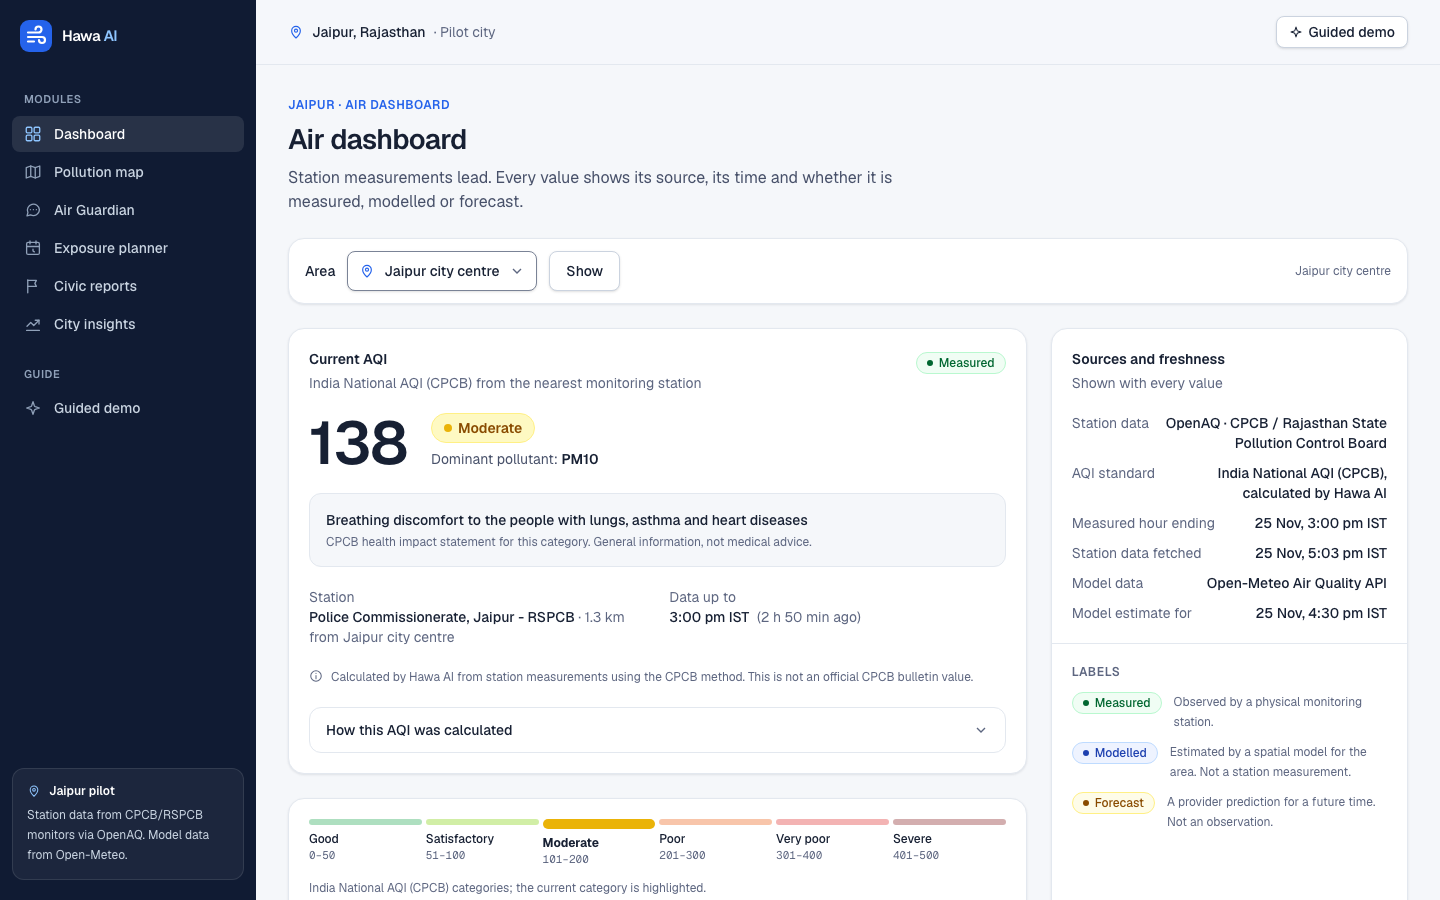 Hawa AI
MODULES
Dashboard
Pollution map
Air Guardian
Exposure planner
Civic reports
City insights
GUIDE
Guided demo
Jaipur pilot
Station data from CPCB/RSPCB
monitors via OpenAQ. Model data
from Open-Meteo.
Jaipur, Rajasthan · Pilot city
Guided demo
JAIPUR · AIR DASHBOARD
Air dashboard
Station measurements lead. Every value shows its source, its time and whether it is
measured, modelled or forecast.
Area
Jaipur city centre
Show
Jaipur city centre
Current AQI
Measured
India National AQI (CPCB) from the nearest monitoring station
138
Moderate
Dominant pollutant: PM10
Breathing discomfort to the people with lungs, asthma and heart diseases
CPCB health impact statement for this category. General information, not medical advice.
Station
Police Commissionerate, Jaipur - RSPCB · 1.3 km
from Jaipur city centre
Data up to
3:00 pm IST (2 h 50 min ago)
Calculated by Hawa AI from station measurements using the CPCB method. This is not an official CPCB bulletin value.
How this AQI was calculated
Good
0–50
Satisfactory
51–100
Moderate
101–200
Poor
201–300
Very poor
301–400
Severe
401–500
India National AQI (CPCB) categories; the current category is highlighted.
Sources and freshness
Shown with every value
Station data
OpenAQ · CPCB / Rajasthan State
Pollution Control Board
AQI standard
India National AQI (CPCB),
calculated by Hawa AI
Measured hour ending
25 Nov, 3:00 pm IST
Station data fetched
25 Nov, 5:03 pm IST
Model data
Open-Meteo Air Quality API
Model estimate for
25 Nov, 4:30 pm IST
LABELS
Measured
Observed by a physical monitoring
station.
Modelled
Estimated by a spatial model for the
area. Not a station measurement.
Forecast
A provider prediction for a future time.
Not an observation.